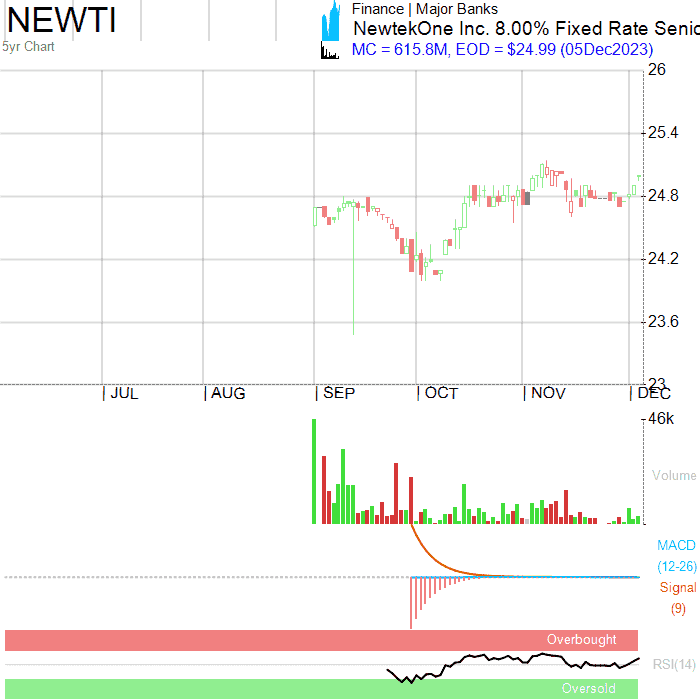 NEWTI
5yr Chart
Finance | Major Banks
NewtekOne Inc. 8.00% Fixed Rate Senio
MC = 615.8M, EOD = $24.99 (05Dec2023)
26
25.4
24.8
24.2
23.6
23
JUL AUG SEP OCT NOV DEC
46k
Volume
MACD
(12-26)
Signal
(9)
Overbought
RSI(14)
Oversold